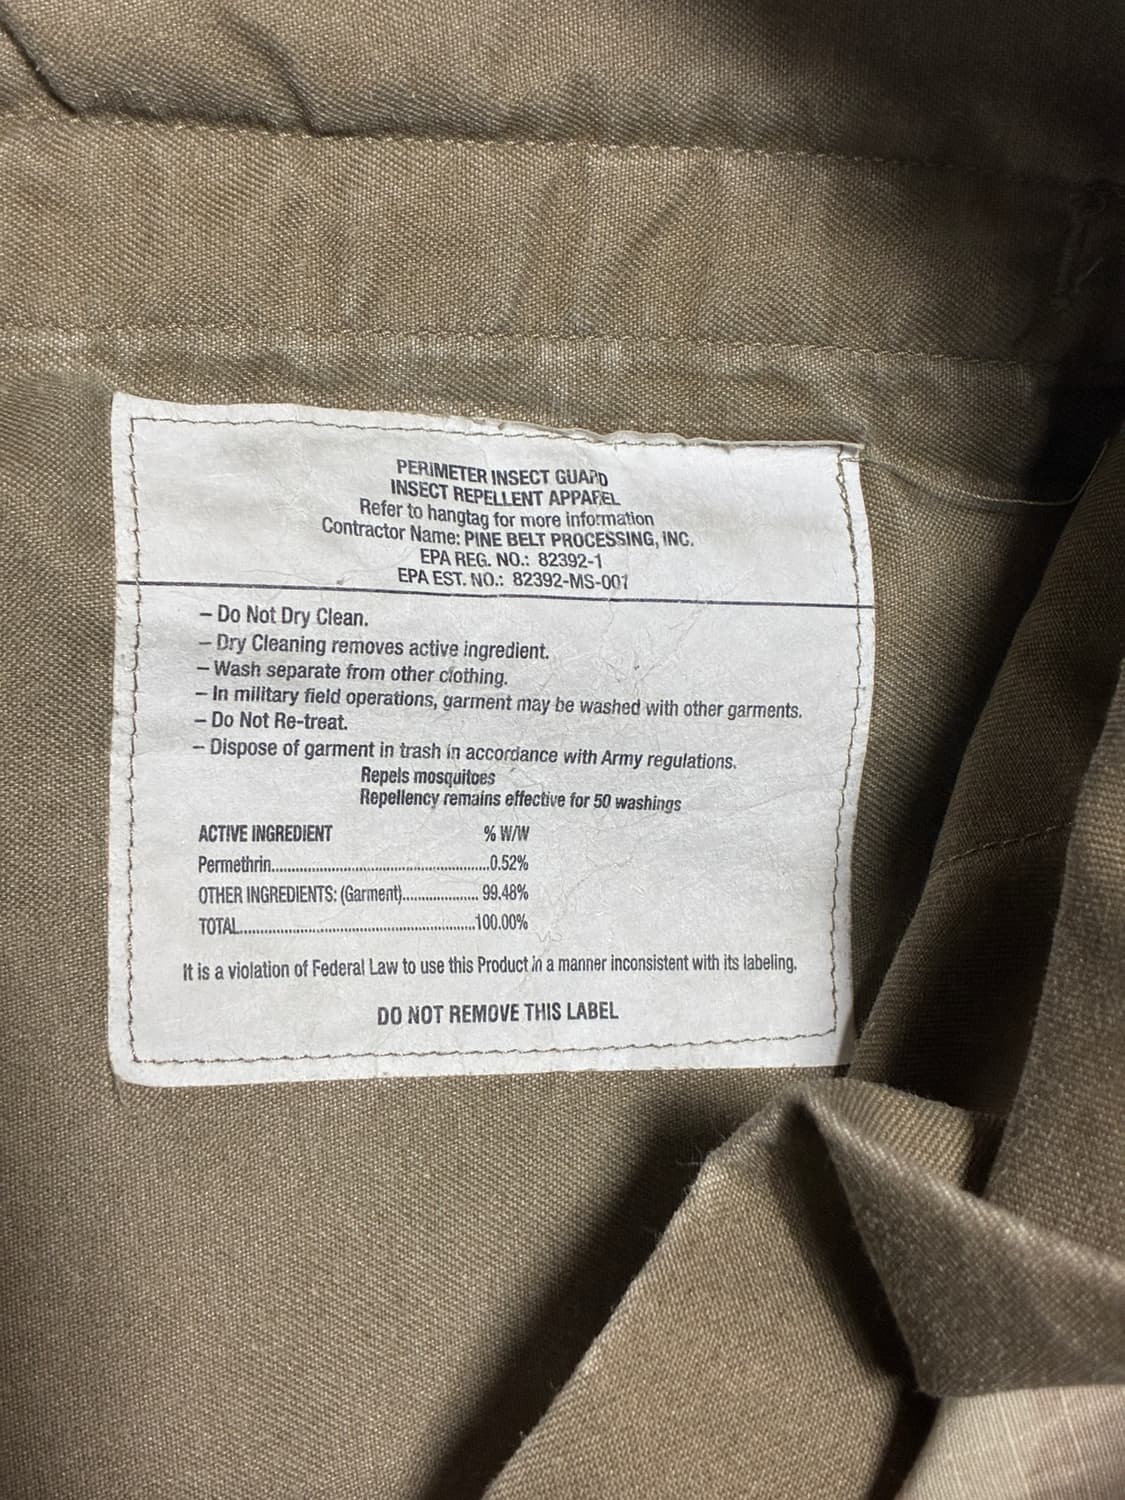 PERIMETER INSECT GUARD
INSECT REPELLENT APPAREL
Refer to hangtag for more information
Contractor Name: PINE BELT PROCESSING, INC.
EPA REG. NO.: 82392-1
EPA EST. NO.: 82392-MS-001
– Do Not Dry Clean.
– Dry Cleaning removes active ingredient.
– Wash separate from other clothing.
– In military field operations, garment may be washed with other garments.
– Do Not Re-treat.
– Dispose of garment in trash in accordance with Army regulations.
Repels mosquitoes
Repellency remains effective for 50 washings
ACTIVE INGREDIENT % W/W
Permethrin..........................................0.52%
OTHER INGREDIENTS: (Garment).................... 99.48%
TOTAL.................................................100.00%
It is a violation of Federal Law to use this Product in a manner inconsistent with its labeling.
DO NOT REMOVE THIS LABEL